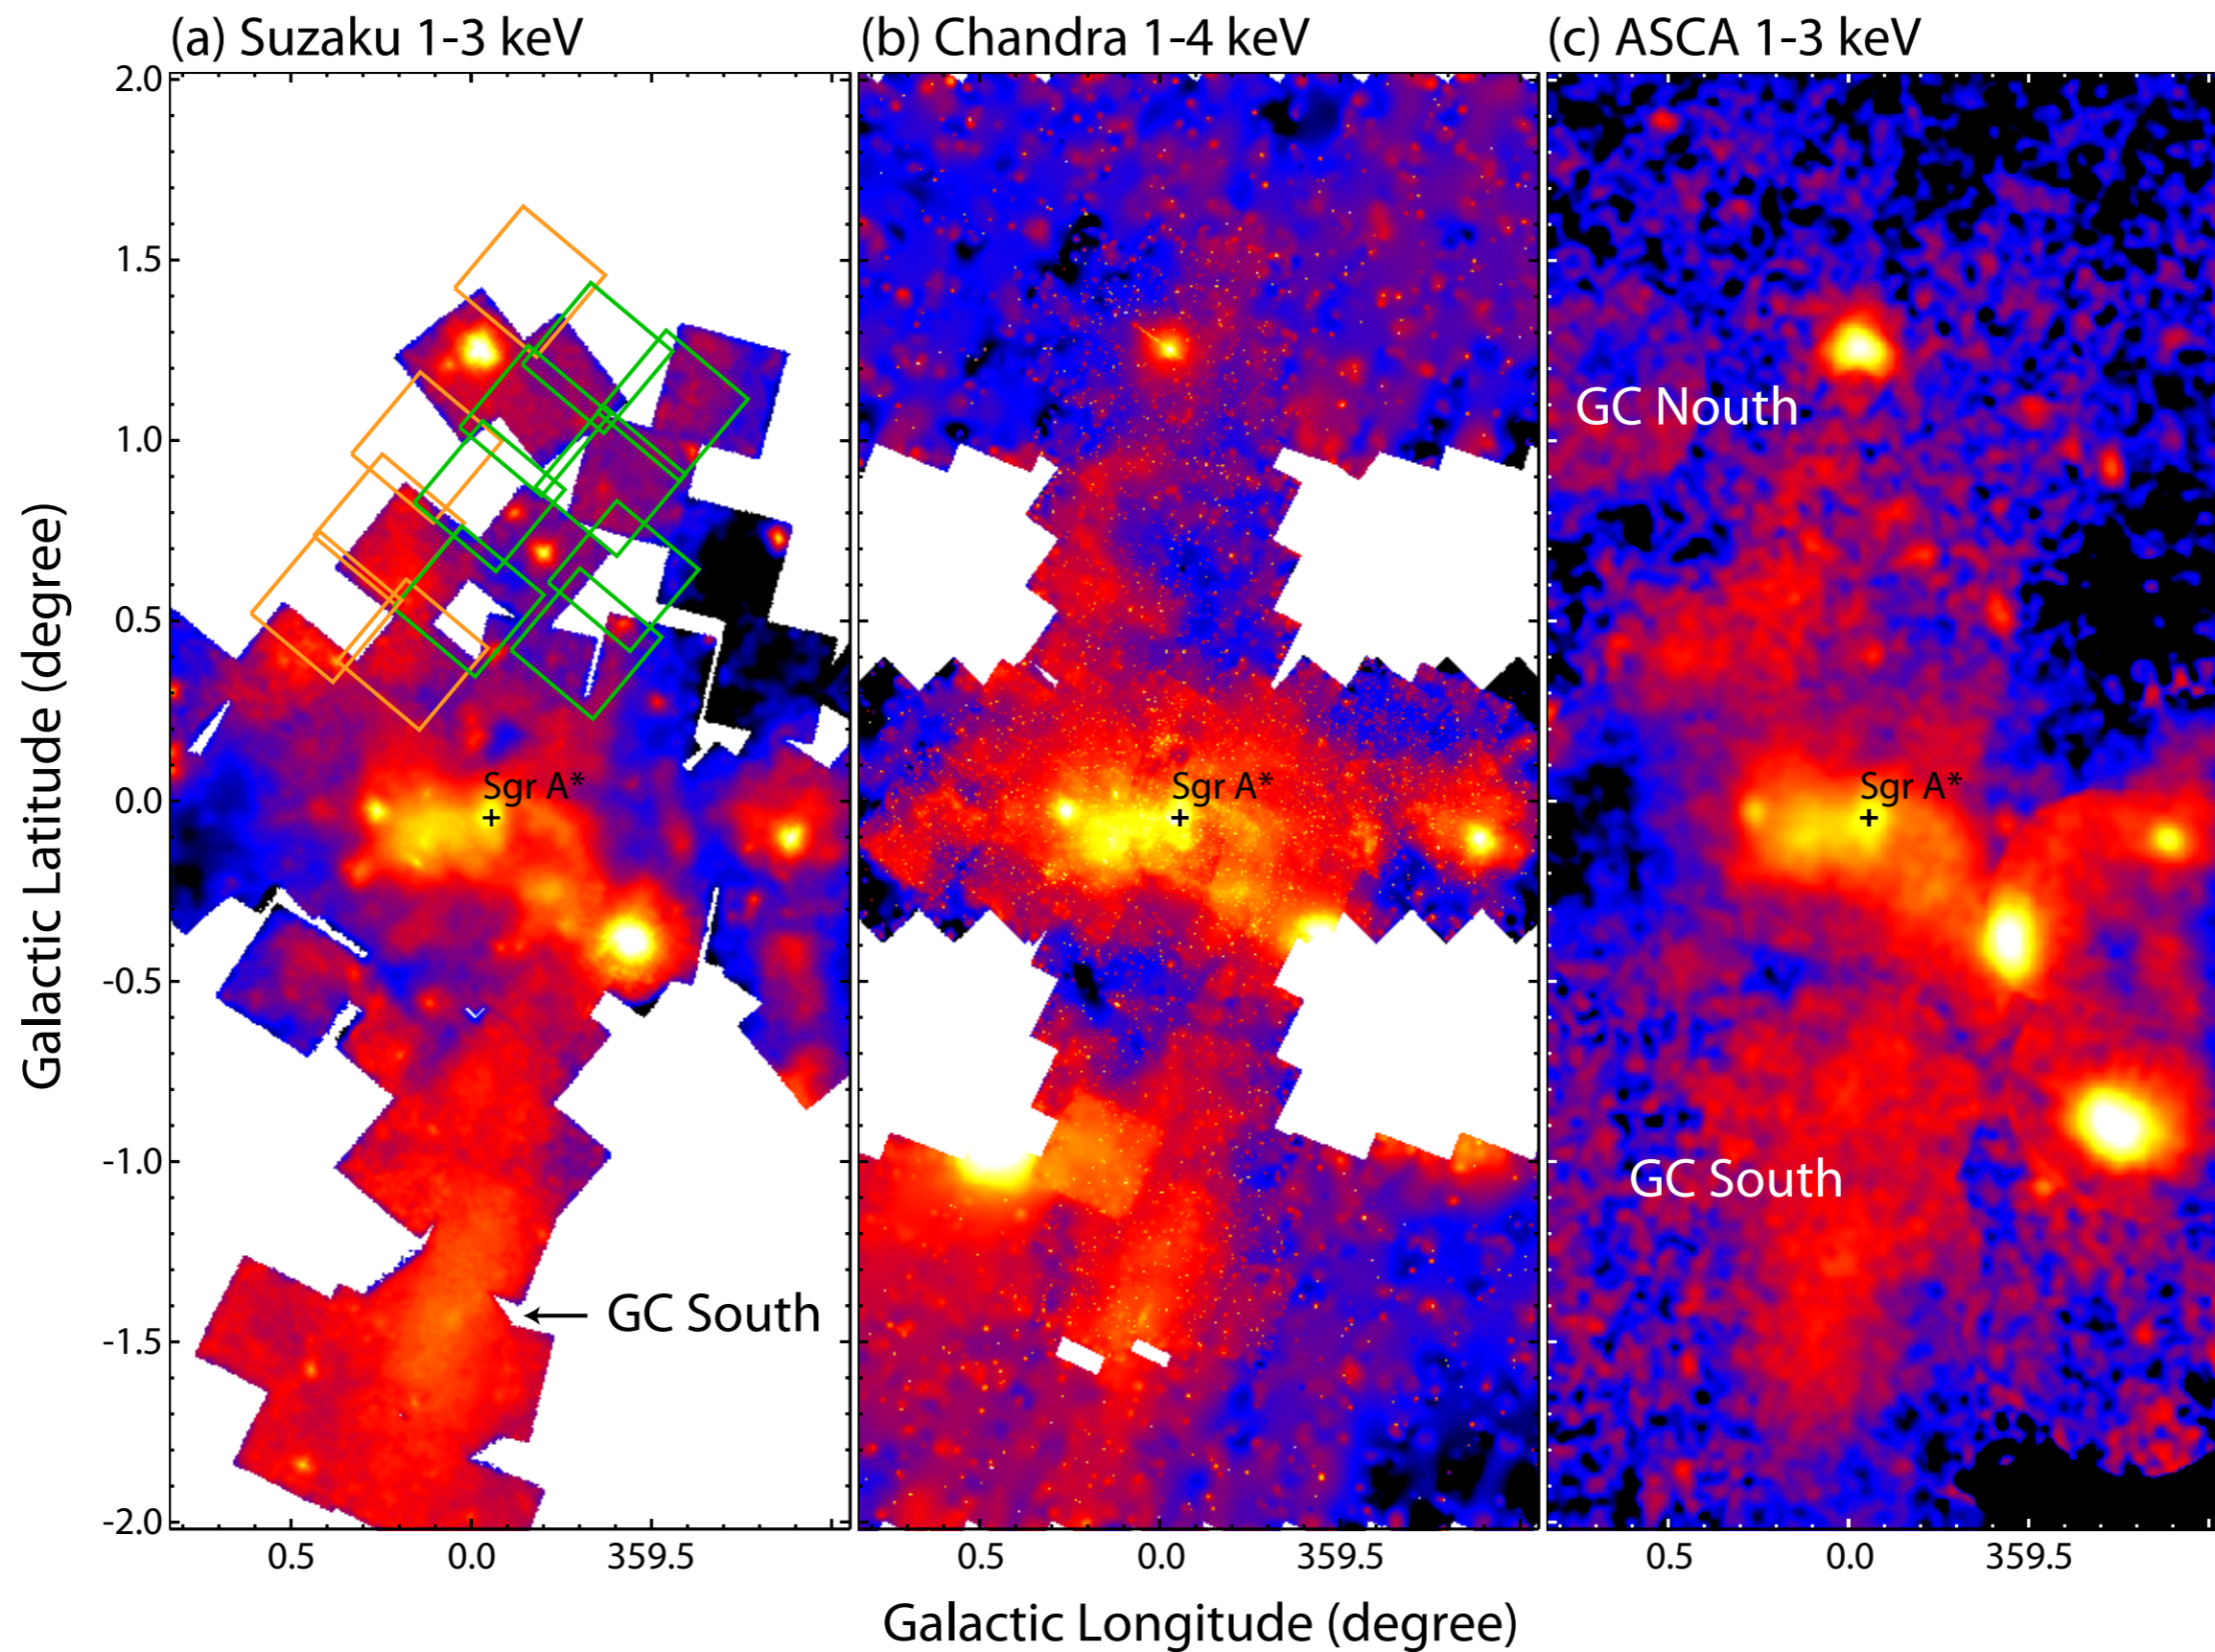 (a) Suzaku 1-3 keV
(b) Chandra 1-4 keV
(c) ASCA 1-3 keV
2.0
1.5
1.0
0.5
0.0
-0.5
-1.0
-1.5
-2.0
Galactic Latitude (degree)
Sgr A*
GC South
Sgr A*
GC Nouth
Sgr A*
GC South
0.5 0.0 359.5
0.5 0.0 359.5
0.5 0.0 359.5
Galactic Longitude (degree)